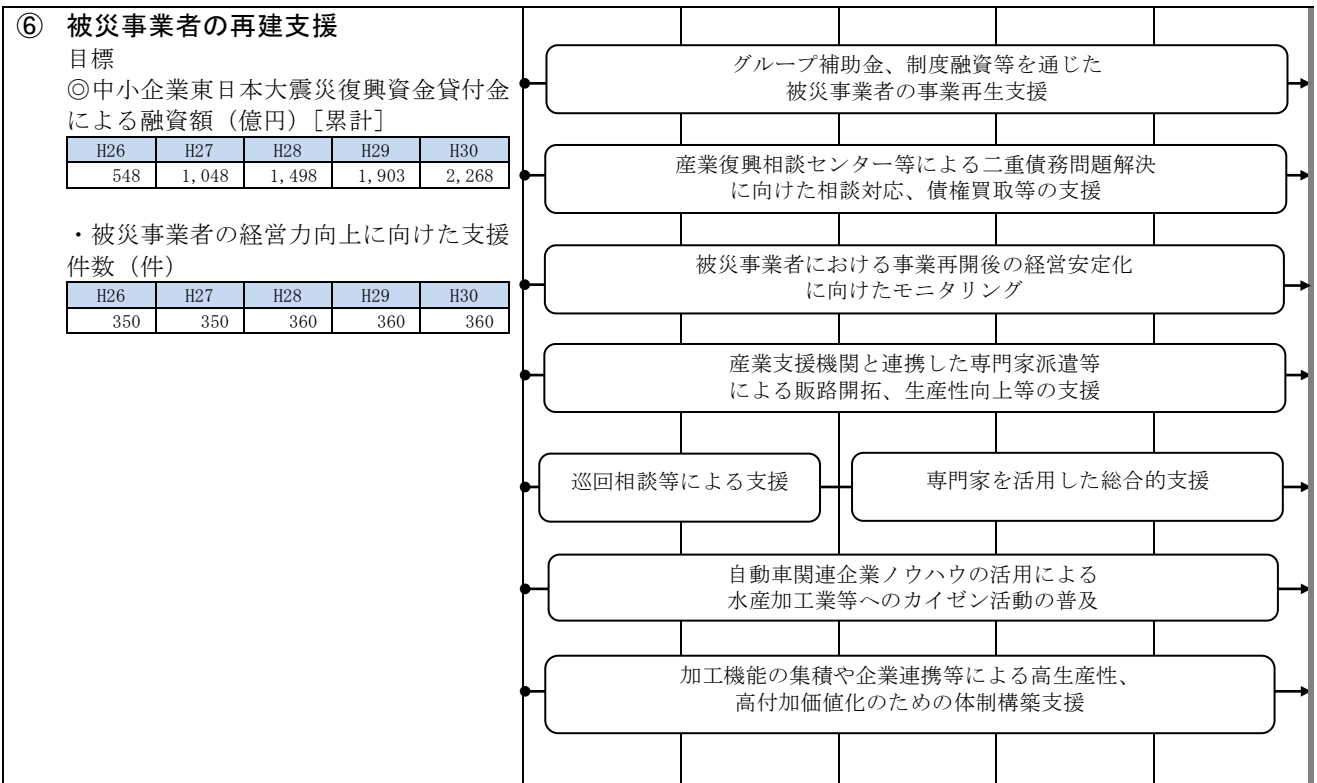 ⑥ 被災事業者の再建支援
目標
◎中小企業東日本大震災復興資金貸付金
による融資額（億円）［累計］
H26 H27 H28 H29 H30
548 1,048 1,498 1,903 2,268
・被災事業者の経営力向上に向けた支援
件数（件）
H26 H27 H28 H29 H30
350 350 360 360 360
グループ補助金、制度融資等を通じた
被災事業者の事業再生支援
産業復興相談センター等による二重債務問題解決
に向けた相談対応、債権買取等の支援
被災事業者における事業再開後の経営安定化
に向けたモニタリング
産業支援機関と連携した専門家派遣等
による販路開拓、生産性向上等の支援
巡回相談等による支援
専門家を活用した総合的支援
自動車関連企業ノウハウの活用による
水産加工業等へのカイゼン活動の普及
加工機能の集積や企業連携等による高生産性、
高付加価値化のための体制構築支援